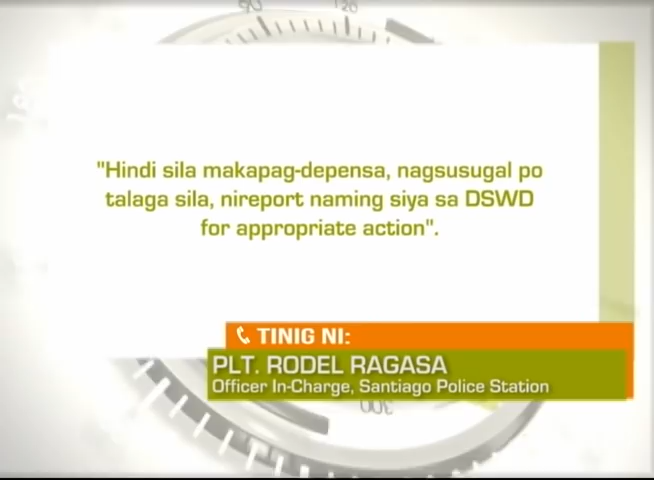 "Hindi sila makapag-depensa, nagsusugal po
talaga sila, nireport naming siya sa DSWD
for appropriate action".
TINIG NI:
PLT. RODEL RAGASA
Officer In-Charge, Santiago Police Station
300